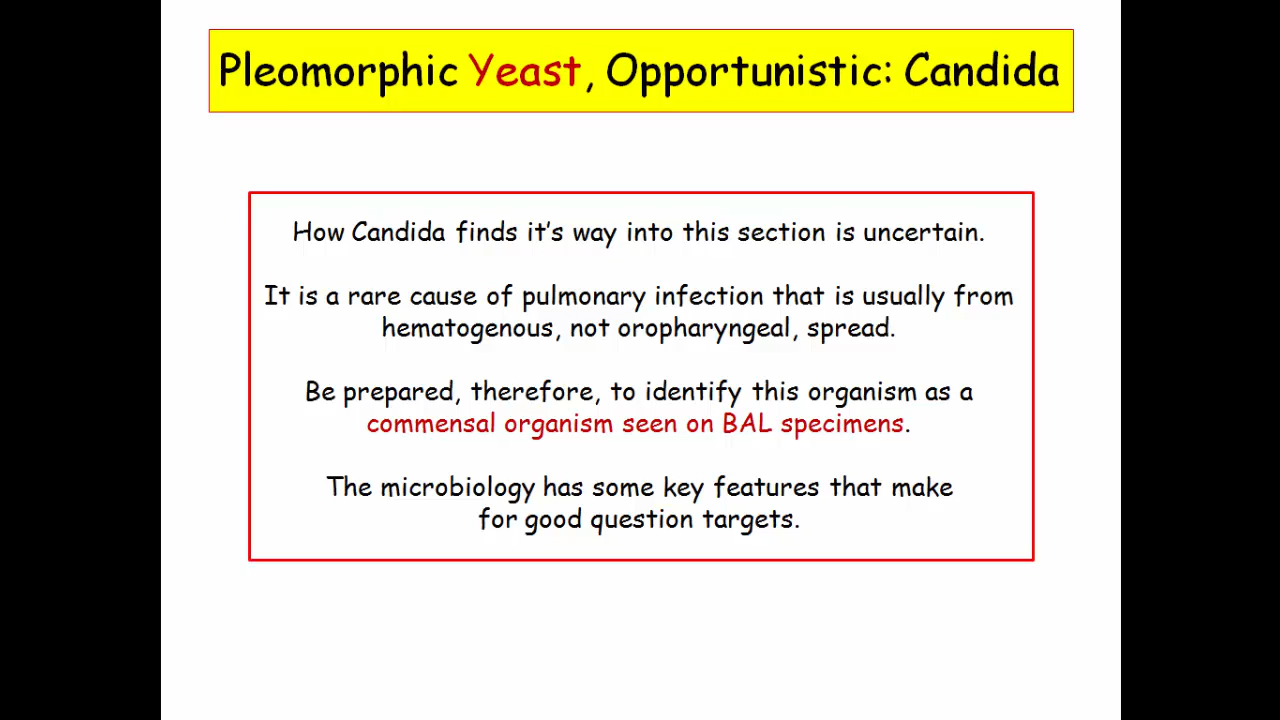 Pleomorphic Yeast, Opportunistic: Candida
How Candida finds it's way into this section is uncertain.
It is a rare cause of pulmonary infection that is usually from
hematogenous, not oropharyngeal, spread.
Be prepared, therefore, to identify this organism as a
commensal organism seen on BAL specimens.
The microbiology has some key features that make
for good question targets.